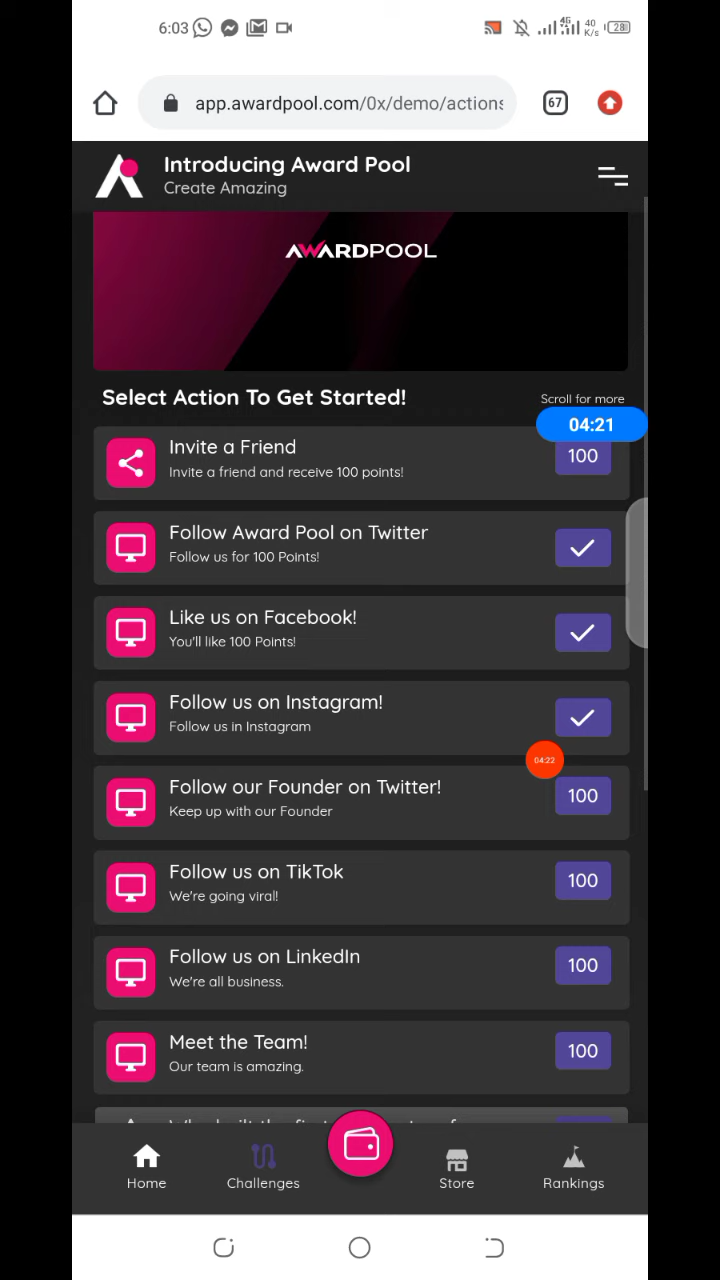 6:03
4G
40 K/s
28
app.awardpool.com/0x/demo/actions
67
Introducing Award Pool
Create Amazing
AWARDPOOL
Select Action To Get Started!
Scroll for more
04:21
Invite a Friend
Invite a friend and receive 100 points!
100
Follow Award Pool on Twitter
Follow us for 100 Points!
Like us on Facebook!
You'll like 100 Points!
Follow us on Instagram!
Follow us in Instagram
04:22
Follow our Founder on Twitter!
Keep up with our Founder
100
Follow us on TikTok
We're going viral!
100
Follow us on LinkedIn
We're all business.
100
Meet the Team!
Our team is amazing.
100
Home
Challenges
Store
Rankings